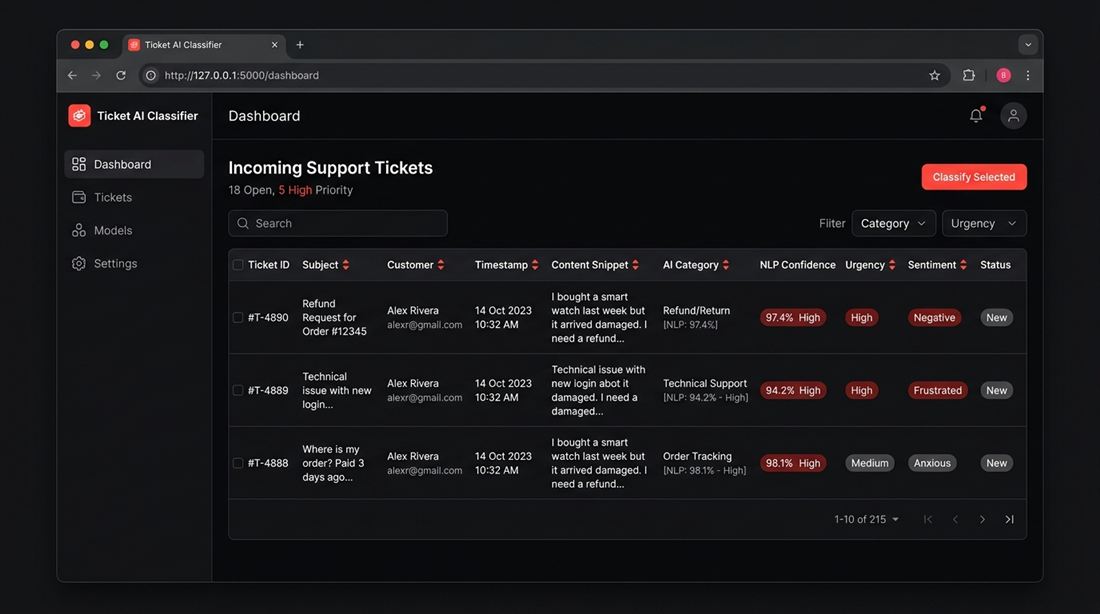 Ticket AI Classifier
http://127.0.0.1:5000/dashboard
B
Ticket AI Classifier
Dashboard
Dashboard
Tickets
Models
Settings
Incoming Support Tickets
18 Open, 5 High Priority
Classify Selected
Search
Filter
Category
Urgency
Ticket ID Subject Customer Timestamp Content Snippet AI Category NLP Confidence Urgency Sentiment Status
#T-4890
Refund
Request for
Order #12345
Alex Rivera
alexr@gmail.com
14 Oct 2023
10:32 AM
I bought a smart
watch last week but
it arrived damaged. I
need a refund...
Refund/Return
[NLP: 97.4%]
97.4% High
High
Negative
New
#T-4889
Technical
issue with new
login...
Alex Rivera
alexr@gmail.com
14 Oct 2023
10:32 AM
Technical issue with
new login abot it
damaged. I need a
damaged...
Technical Support
[NLP: 94.2% - High]
94.2% High
High
Frustrated
New
#T-4888
Where is my
order? Paid 3
days ago...
Alex Rivera
alexr@gmail.com
14 Oct 2023
10:32 AM
I bought a smart
watch last week but
it arrived damaged. I
need a refund...
Order Tracking
[NLP: 98.1% - High]
98.1% High
Medium
Anxious
New
1-10 of 215